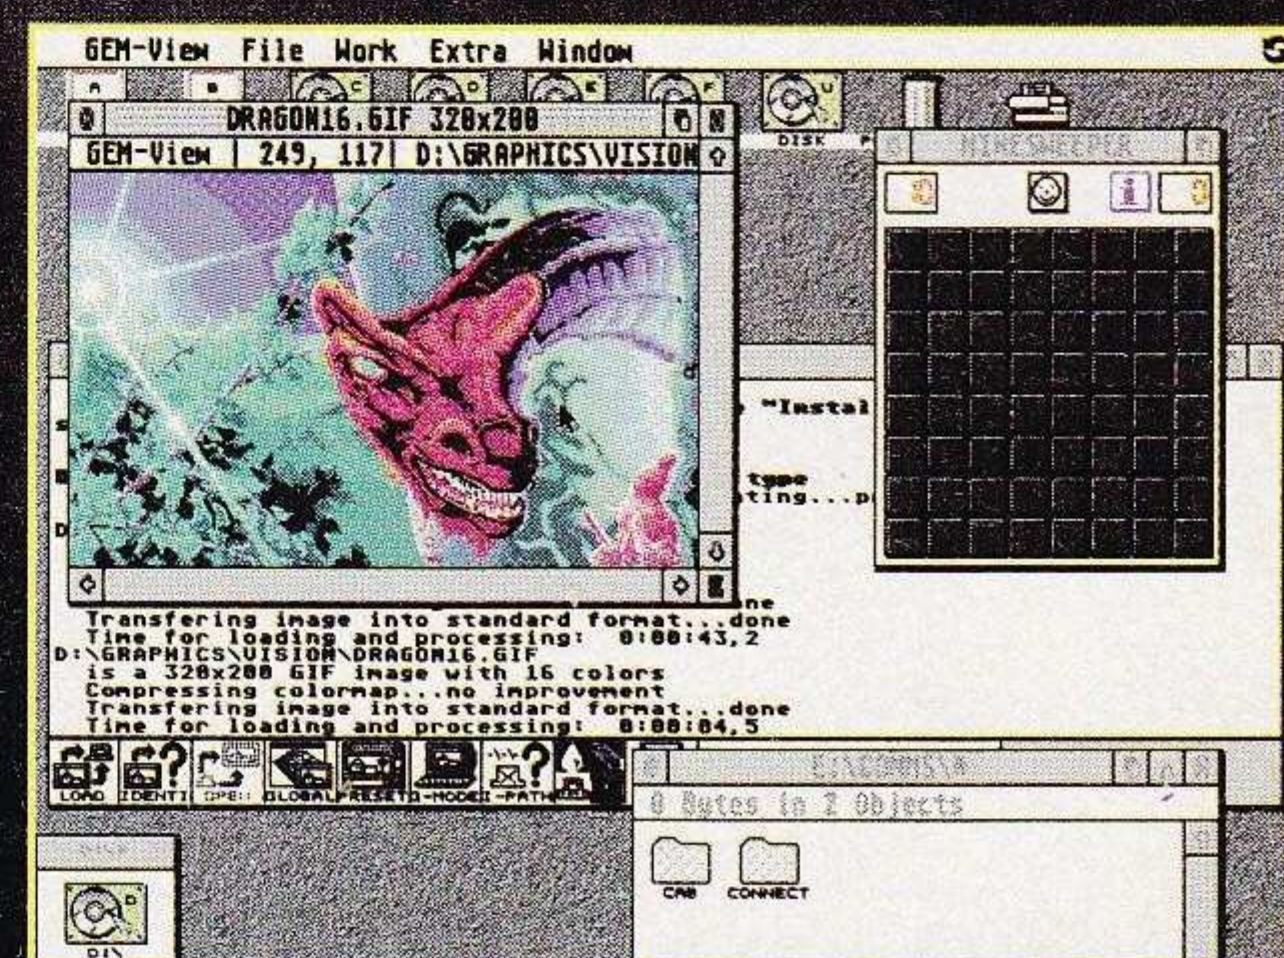 GEM-View File Work Extra Window
A B C D E F U
DISK P
DRAGON16.GIF 320x200
GEM-View | 249, 117| D:\GRAPHICS\VISION
MINESWEEPER
i
"Instal
s
type
ting...p
D
ne
Transfering image into standard format...done
Time for loading and processing: 0:00:43,2
D:\GRAPHICS\VISION\DRAGON16.GIF
is a 320x200 GIF image with 16 colors
Compressing colormap...no improvement
Transfering image into standard format...done
Time for loading and processing: 0:00:04,5
LOAD IDENTI GLOBAL PRESET -MODE -PATH
E:\COMMS\
0 Bytes in 2 Objects
CAB CONNECT
D
D:\